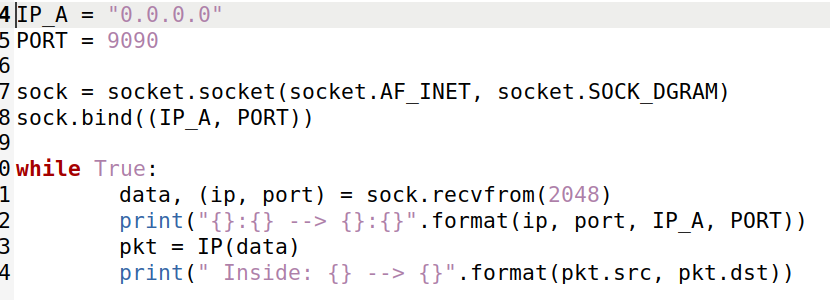 4 IP_A = "0.0.0.0"
5 PORT = 9090
6
7 sock = socket.socket(socket.AF_INET, socket.SOCK_DGRAM)
8 sock.bind((IP_A, PORT))
9
0 while True:
1         data, (ip, port) = sock.recvfrom(2048)
2         print("{}:{} --> {}:{}".format(ip, port, IP_A, PORT))
3         pkt = IP(data)
4         print(" Inside: {} --> {}".format(pkt.src, pkt.dst))